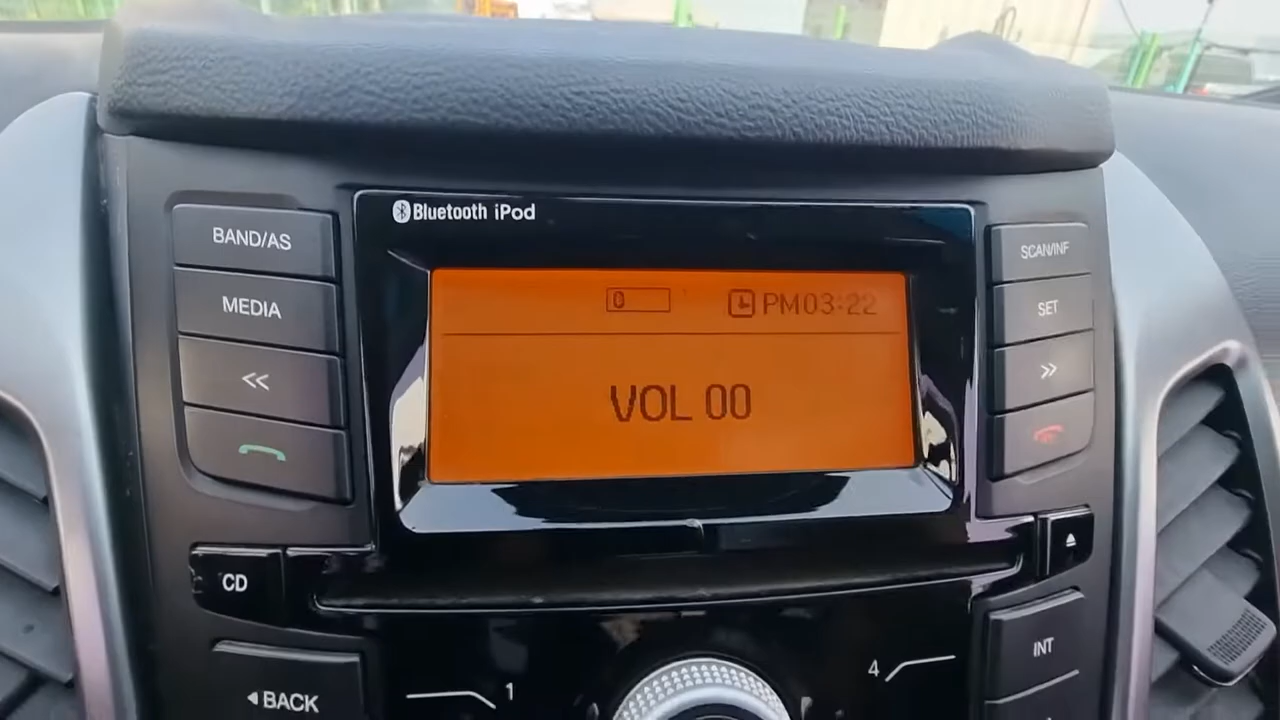 Bluetooth iPod
BAND/AS
SCAN/INF
MEDIA
SET
PM03:22
VOL 00
<<
>>
CD
INT
BACK
1
4